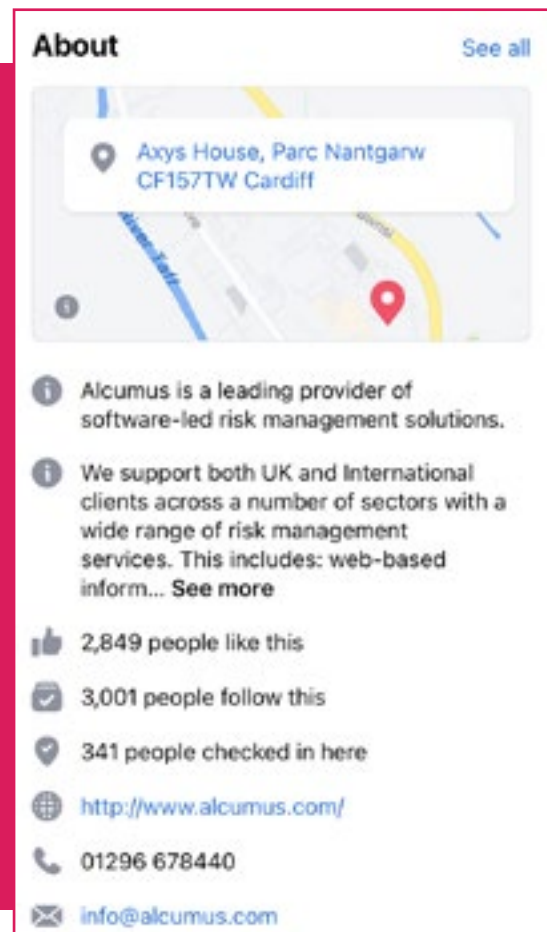 About
See all
Axys House, Parc Nantgarw
CF157TW Cardiff
River Taff
Alcumus is a leading provider of
software-led risk management solutions.
We support both UK and International
clients across a number of sectors with a
wide range of risk management
services. This includes: web-based
inform... See more
2,849 people like this
3,001 people follow this
341 people checked in here
http://www.alcumus.com/
01296 678440
info@alcumus.com